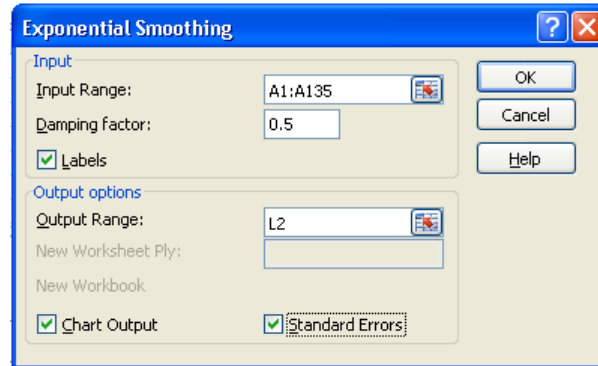 Exponential Smoothing
Input
Input Range: A1:A135
Damping factor: 0.5
Labels
Output options
Output Range: L2
New Worksheet Ply:
New Workbook
Chart Output Standard Errors
OK
Cancel
Help